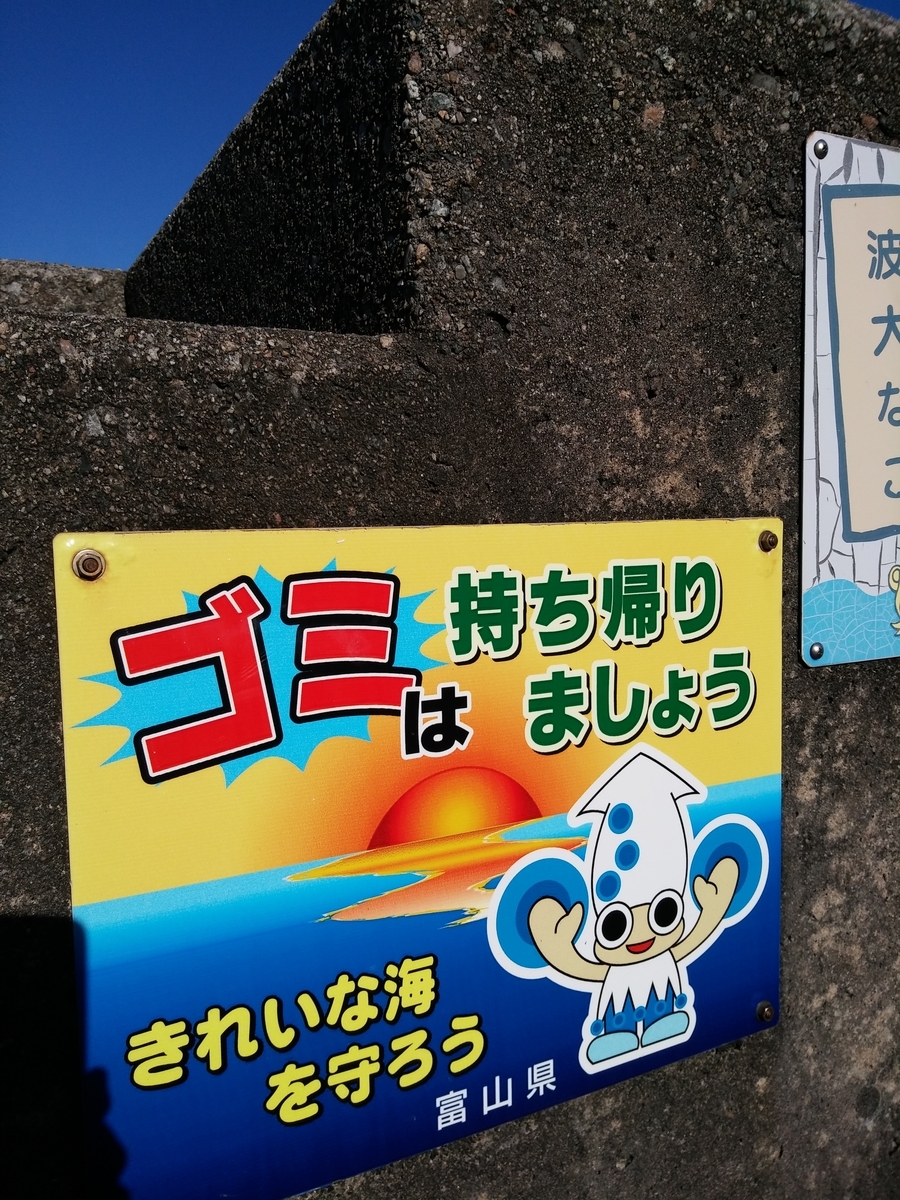 ゴミは
持ち帰り
ましょう
きれいな海
を守ろう
富山県
波
大
な